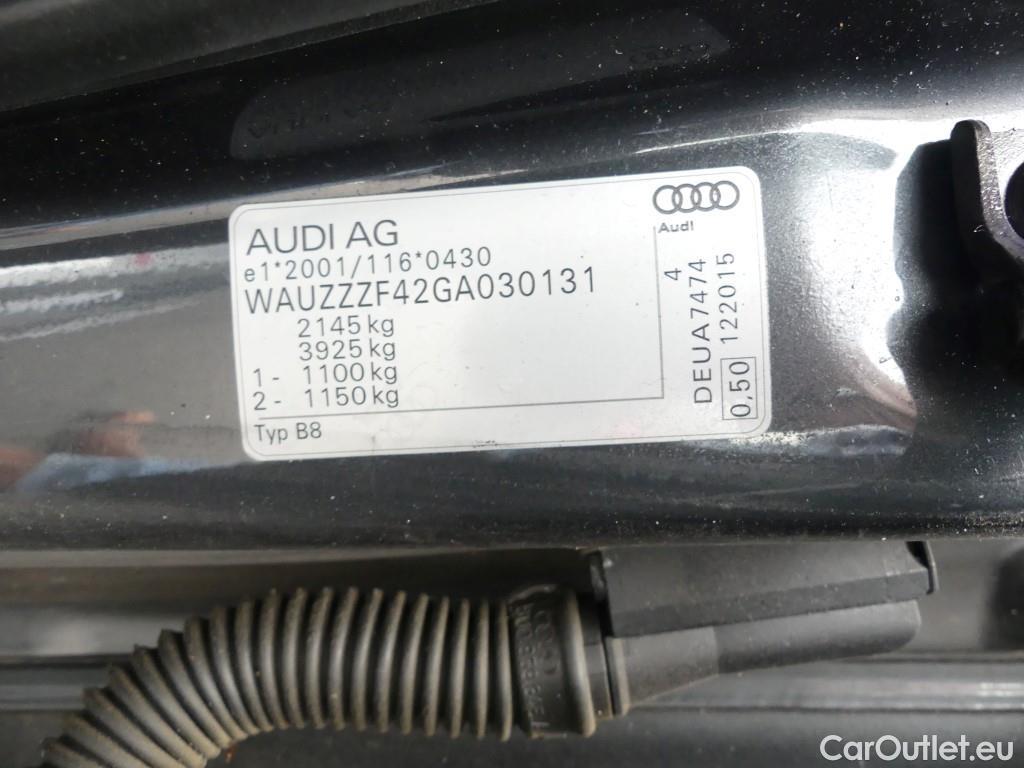 AUDI AG
e1*2001/116*0430
WAUZZZF42GA030131
2145 kg
3925 kg
1 - 1100 kg
2 - 1150 kg
Typ B8
Audi
4
DEUA7474
122015
0,50
CarOutlet.eu